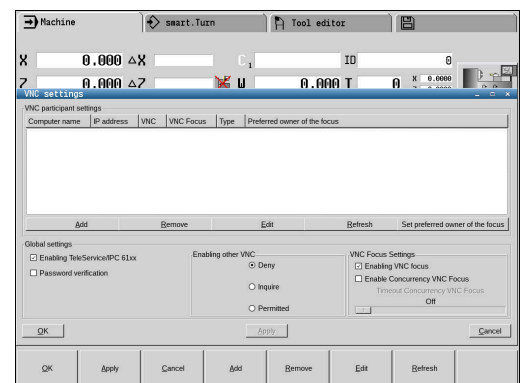 Machine smart.Turn Tool editor
X 0.000 △X C 1 ID 0
Z 0.000 △Z W 0.000 T 0 X 0.0000
VNC settings
VNC participant settings
Computer name IP address VNC VNC Focus Type Preferred owner of the focus
Add Remove Edit Refresh Set preferred owner of the focus
Global settings
Enabling TeleService/IPC 61xx
Password verification
Enabling other VNC
Deny
Inquire
Permitted
VNC Focus Settings
Enabling VNC focus
Enable Concurrency VNC Focus
Timeout Concurrency VNC Focus
Off
OK Apply Cancel
OK Apply Cancel Add Remove Edit Refresh